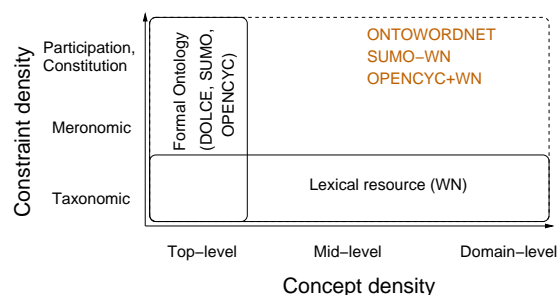 Constraint density
Participation,
Constitution
Meronomic
Taxonomic
Formal Ontology
(DOLCE, SUMO,
OPENCYC)
ONTOWORDNET
SUMO−WN
OPENCYC+WN
Lexical resource (WN)
Top−level
Mid−level
Domain−level
Concept density